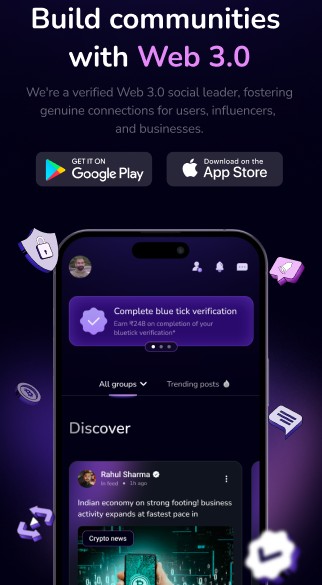 Build communities
with Web 3.0
We're a verified Web 3.0 social leader, fostering
genuine connections for users, influencers,
and businesses.
GET IT ON
Google Play
Download on the
App Store
Complete blue tick verification
Earn ₹248 on completion of your
bluetick verification*
All groups
Trending posts
Discover
Rahul Sharma
In food • 1h ago
Indian economy on strong footing! business
activity expands at fastest pace in
Crypto news